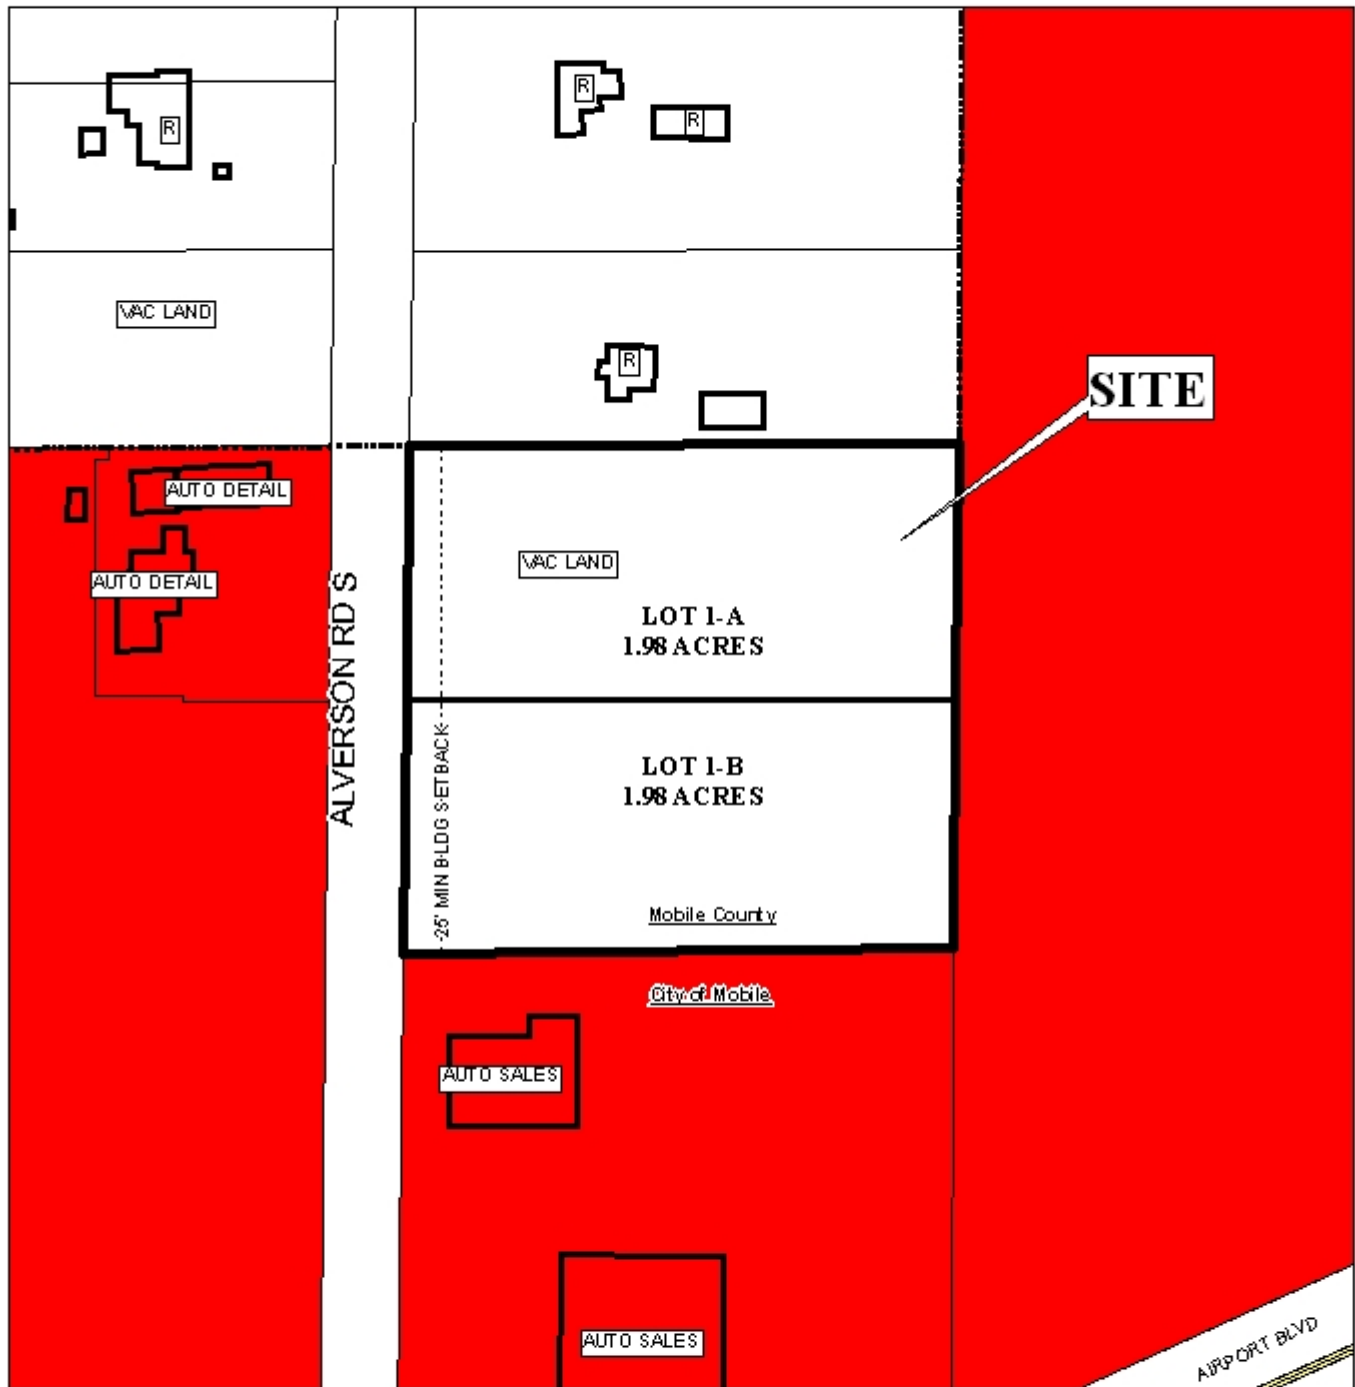 R
R
R
VAC LAND
R
SITE
AUTO DETAIL
VAC LAND
AUTO DETAIL
LOT 1-A
1.98 ACRES
ALVERSON RD S
LOT 1-B
1.98 ACRES
25' MIN BLDG SETBACK
Mobile County
City of Mobile
AUTO SALES
AUTO SALES
AIRPORT BLVD